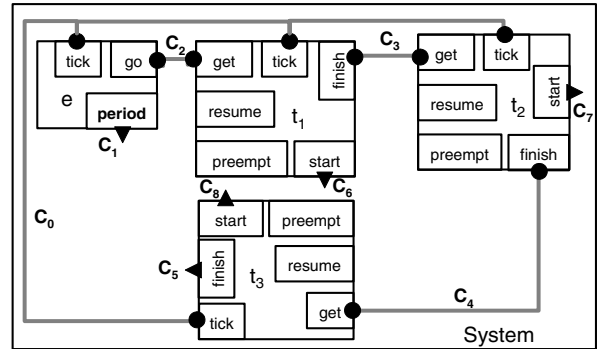 C2
C3
tick
go
get
tick
finish
get
tick
e
period
resume
t1
resume
t2
start
C1
C7
preempt
start
preempt
finish
C8
C6
start
preempt
C0
C5
finish
t3
resume
get
C4
tick
System